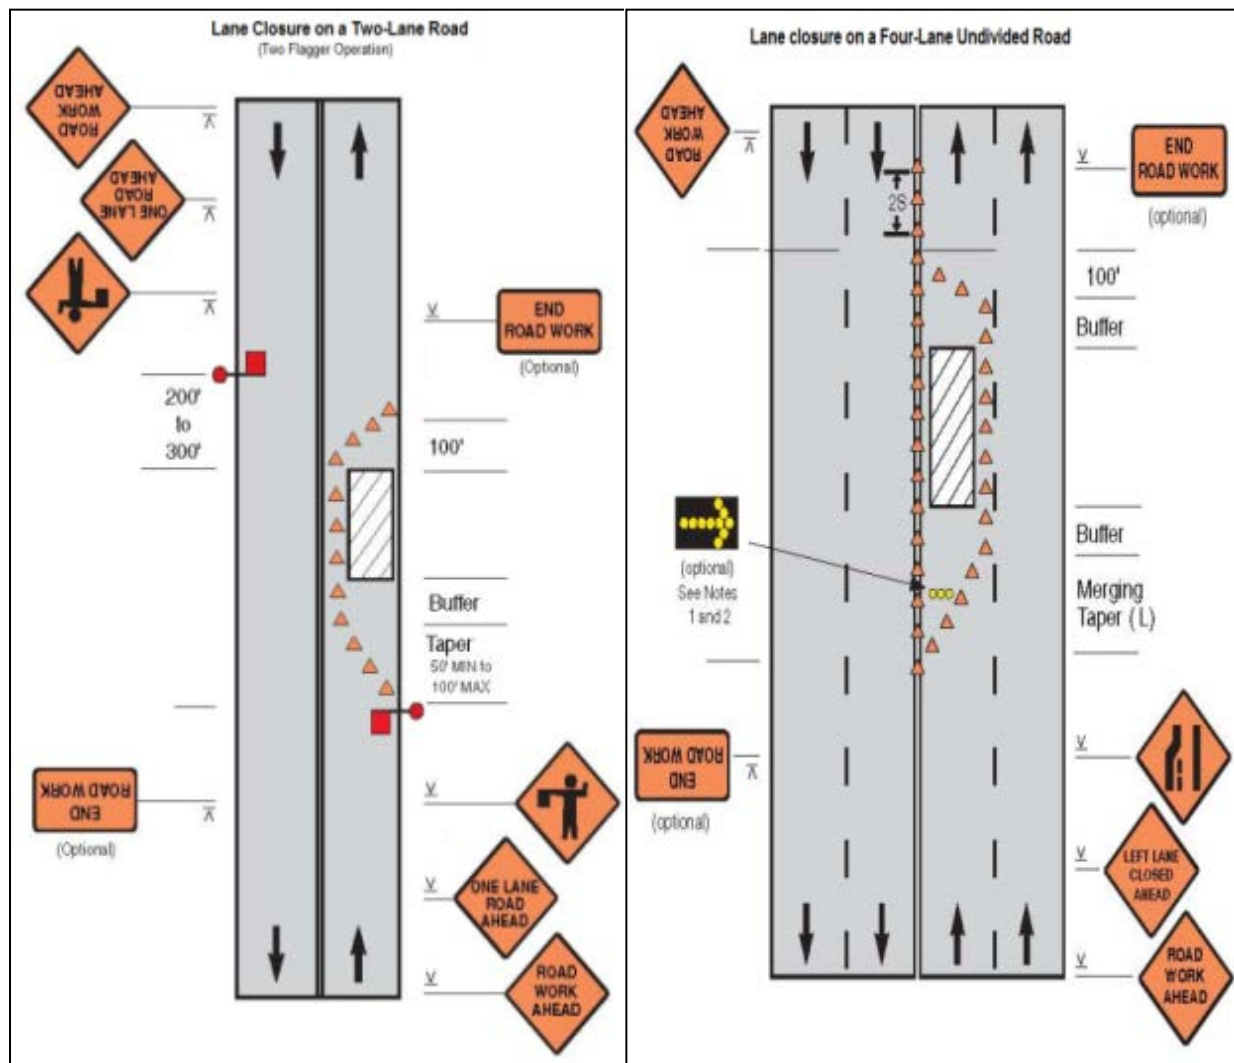 Lane Closure on a Two-Lane Road
(Two Flagger Operation)
ROAD
WORK
AHEAD
ONE LANE
ROAD
AHEAD
END
ROAD WORK
(Optional)
200'
to
300'
100'
Buffer
Taper
50' MIN to
100' MAX
END
ROAD WORK
(Optional)
ONE LANE
ROAD
AHEAD
ROAD
WORK
AHEAD
Lane closure on a Four-Lane Undivided Road
ROAD
WORK
AHEAD
END
ROAD WORK
(optional)
2S
100'
Buffer
(optional)
See Notes
1 and 2
Buffer
Merging
Taper (L)
END
ROAD WORK
(optional)
LEFT LANE
CLOSED
AHEAD
ROAD
WORK
AHEAD